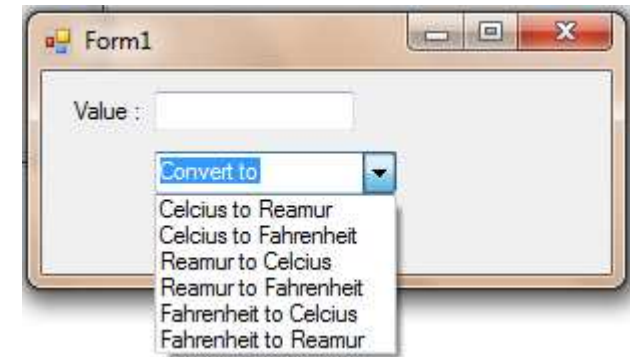 Form1
Value :
Convert to
Celcius to Reamur
Celcius to Fahrenheit
Reamur to Celcius
Reamur to Fahrenheit
Fahrenheit to Celcius
Fahrenheit to Reamur